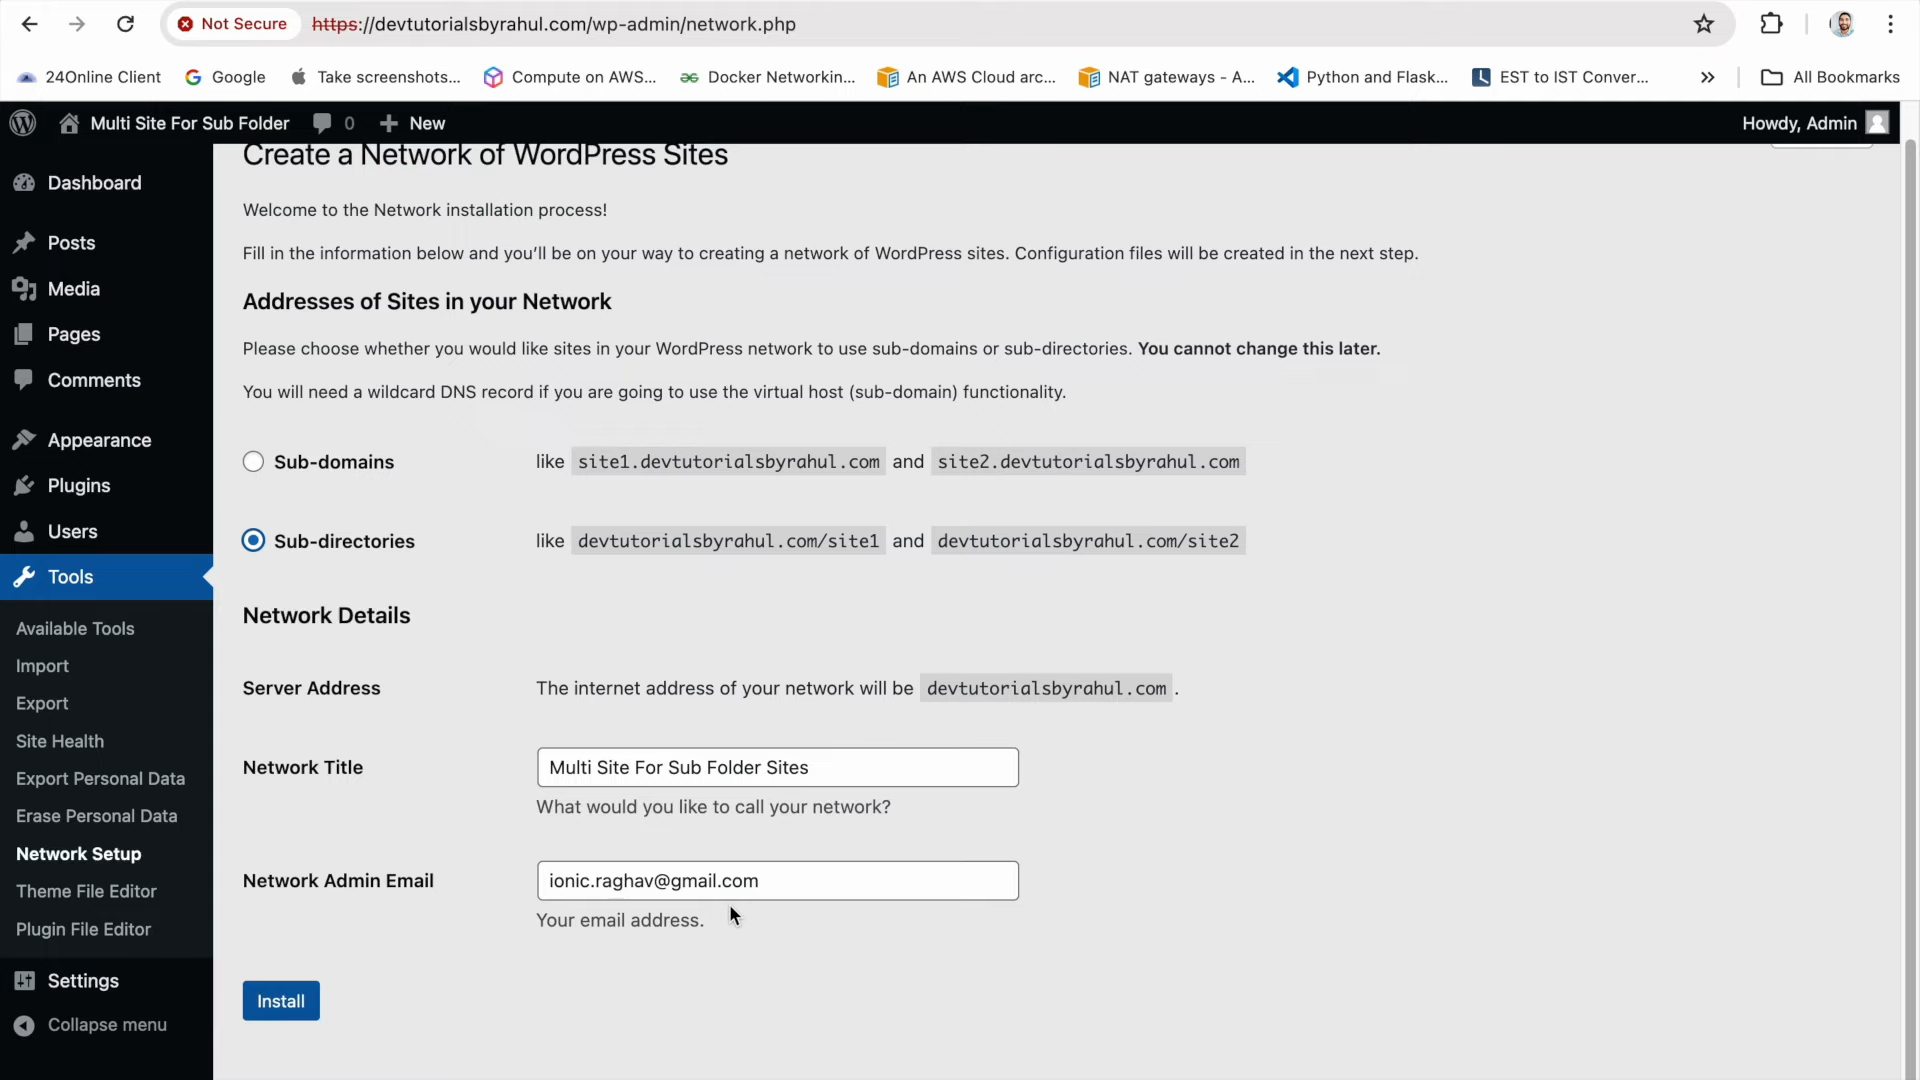 Not Secure https://devtutorialsbyrahul.com/wp-admin/network.php
24Online Client Google Take screenshots... Compute on AWS... Docker Networkin... An AWS Cloud arc... NAT gateways - A... Python and Flask... EST to IST Conver... » All Bookmarks
Multi Site For Sub Folder 0 + New Howdy, Admin
Create a Network of WordPress Sites
Dashboard
Welcome to the Network installation process!
Posts
Fill in the information below and you’ll be on your way to creating a network of WordPress sites. Configuration files will be created in the next step.
Media
Addresses of Sites in your Network
Pages
Please choose whether you would like sites in your WordPress network to use sub-domains or sub-directories. You cannot change this later.
Comments
You will need a wildcard DNS record if you are going to use the virtual host (sub-domain) functionality.
Appearance
Sub-domains like site1.devtutorialsbyrahul.com and site2.devtutorialsbyrahul.com
Plugins
Users
Sub-directories like devtutorialsbyrahul.com/site1 and devtutorialsbyrahul.com/site2
Tools
Network Details
Available Tools
Import
Server Address The internet address of your network will be devtutorialsbyrahul.com .
Export
Site Health
Network Title Multi Site For Sub Folder Sites
Export Personal Data
What would you like to call your network?
Erase Personal Data
Network Setup
Network Admin Email ionic.raghav@gmail.com
Theme File Editor
Your email address.
Plugin File Editor
Settings
Install
Collapse menu